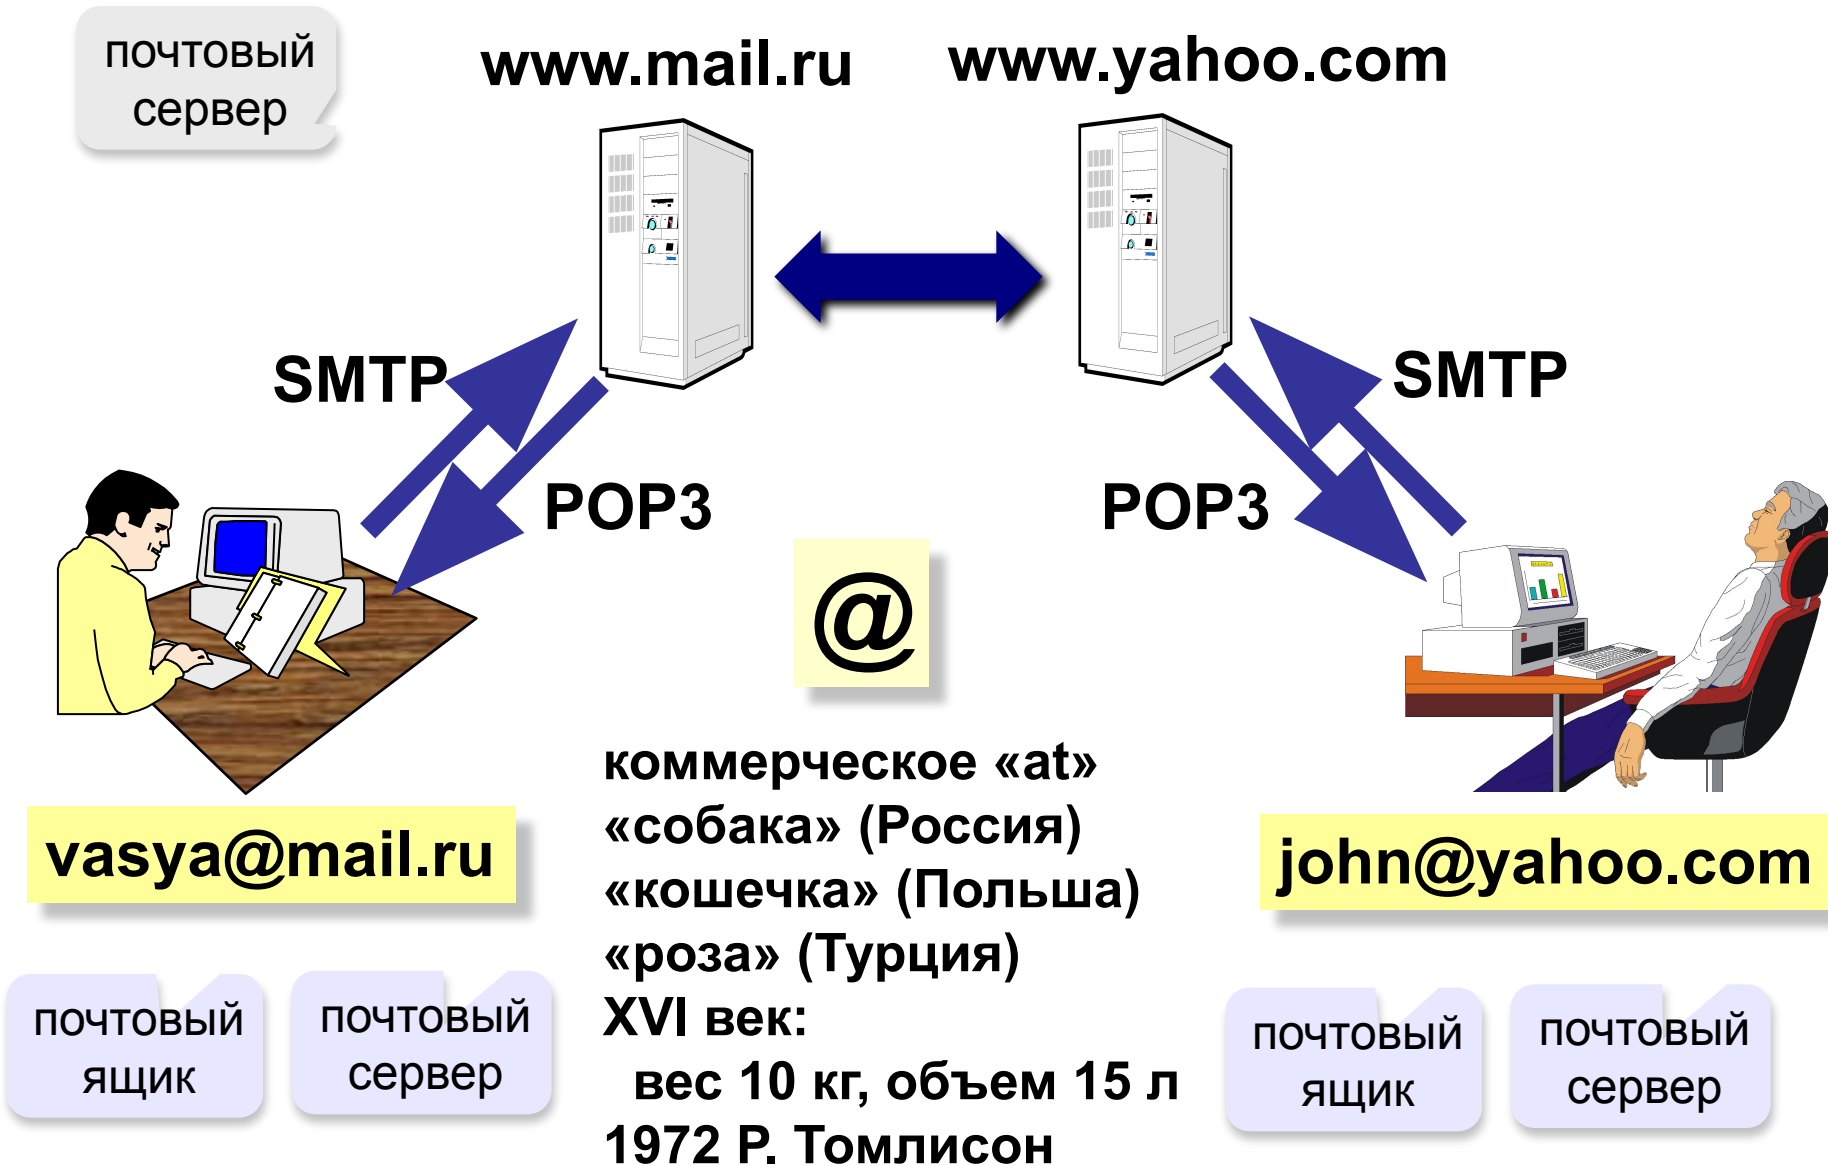 почтовый
сервер
www.mail.ru
www.yahoo.com
SMTP
SMTP
POP3
POP3
@
коммерческое «at»
«собака» (Россия)
«кошечка» (Польша)
«роза» (Турция)
XVI век:
вес 10 кг, объем 15 л
1972 Р. Томлисон
vasya@mail.ru
john@yahoo.com
почтовый
ящик
почтовый
сервер
почтовый
ящик
почтовый
сервер